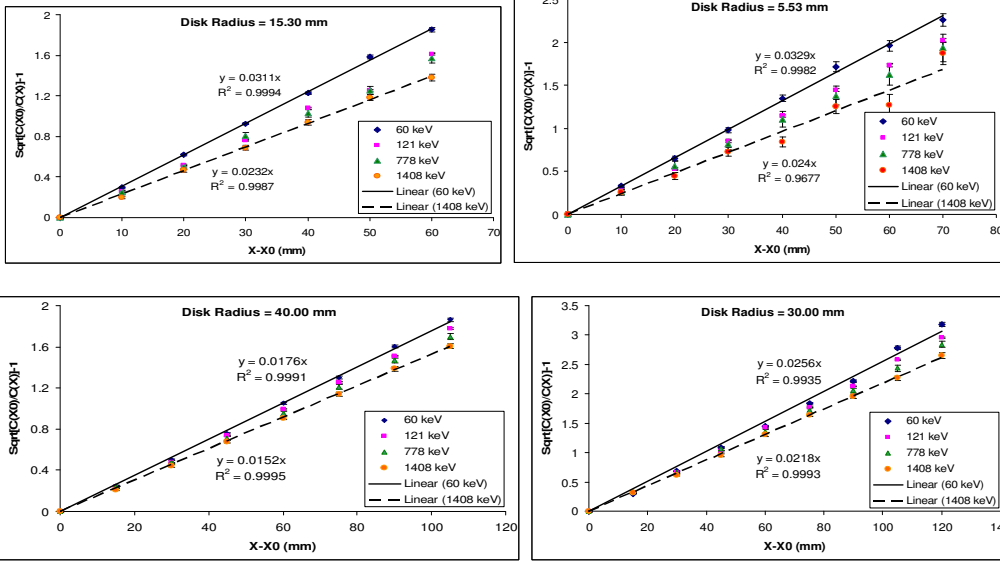 Disk Radius = 15.30 mm
Sqrt[C(X0)/C(X)]-1
2
1.6
1.2
0.8
0.4
0
y = 0.0311x
R² = 0.9994
y = 0.0232x
R² = 0.9987
60 keV
121 keV
778 keV
1408 keV
Linear (60 keV)
Linear (1408 keV)
0 10 20 30 40 50 60 70
X-X0 (mm)
Disk Radius = 5.53 mm
Sqrt[C(X0)/C(X)]-1
2.5
2
1.5
1
0.5
0
y = 0.0329x
R² = 0.9982
y = 0.024x
R² = 0.9677
60 keV
121 keV
778 keV
1408 keV
Linear (60 keV)
Linear (1408 keV)
0 10 20 30 40 50 60 70 80
X-X0 (mm)
Disk Radius = 40.00 mm
Sqrt[C(X0)/C(X)]-1
2
1.6
1.2
0.8
0.4
0
y = 0.0176x
R² = 0.9991
y = 0.0152x
R² = 0.9995
60 keV
121 keV
778 keV
1408 keV
Linear (60 keV)
Linear (1408 keV)
0 20 40 60 80 100 120
X-X0 (mm)
Disk Radius = 30.00 mm
Sqrt[C(X0)/C(X)]-1
3.5
3
2.5
2
1.5
1
0.5
0
y = 0.0256x
R² = 0.9935
y = 0.0218x
R² = 0.9993
60 keV
121 keV
778 keV
1408 keV
Linear (60 keV)
Linear (1408 keV)
0 20 40 60 80 100 120
X-X0 (mm)